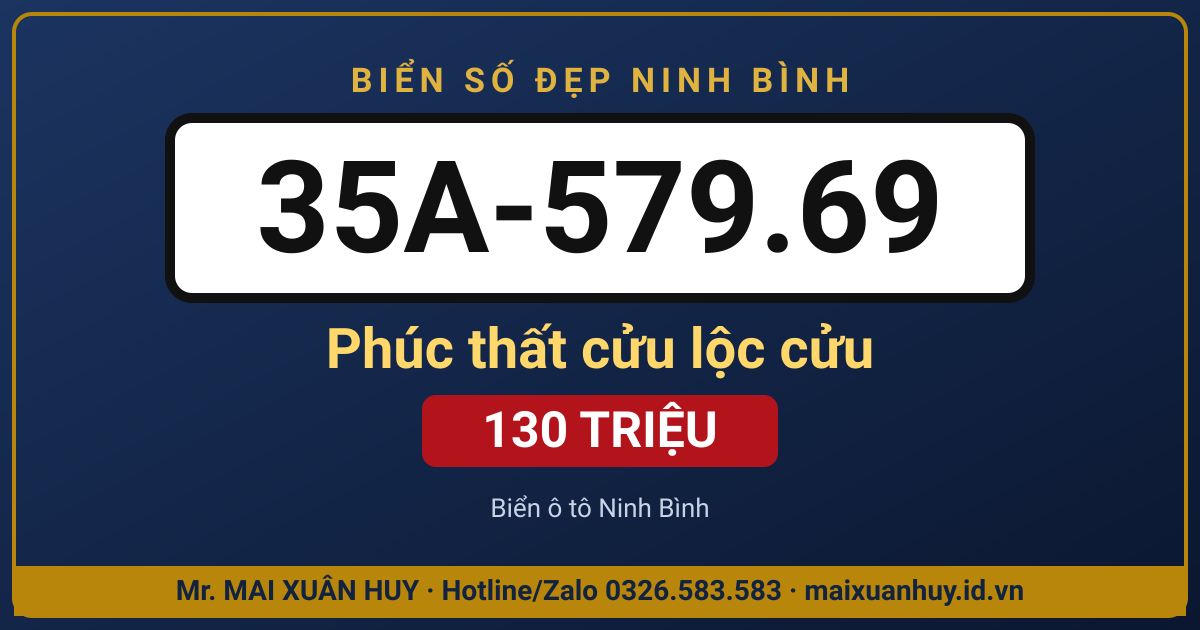 BIỂN SỐ ĐẸP NINH BÌNH
35A-579.69
Phúc thất cửu lộc cửu
130 TRIỆU
Biển ô tô Ninh Bình
Mr. MAI XUÂN HUY · Hotline/Zalo 0326.583.583 · maixuanhuy.id.vn